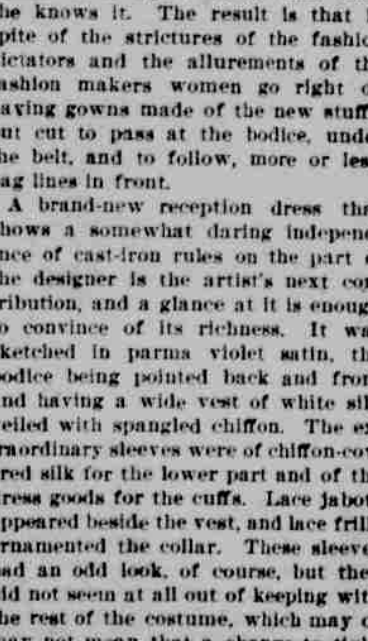 he knows it. The result is that i
pite of the strictures of the fashio
ictators and the allurements of th
ashion makers women go right o
aving gowns made of the new stuff
ut cut to pass at the bodice, unde
he belt, and to follow, more or les
ag lines in front.
A brand-new reception dress tha
hows a somewhat daring independ
nce of cast-iron rules on the part o
he designer is the artist's next con
ribution, and a glance at it is enoug
o convince of its richness. It wa
ketched in parma violet satin, th
odice being pointed back and fron
nd having a wide vest of white sil
eiled with spangled chiffon. The ex
raordinary sleeves were of chiffon-cov
red silk for the lower part and of th
ress goods for the cuffs. Lace jabot
ppeared beside the vest, and lace frill
rnamented the collar. These sleeve
ad an odd look, of course, but the
id not seem at all out of keeping wit
he rest of the costume, which may o